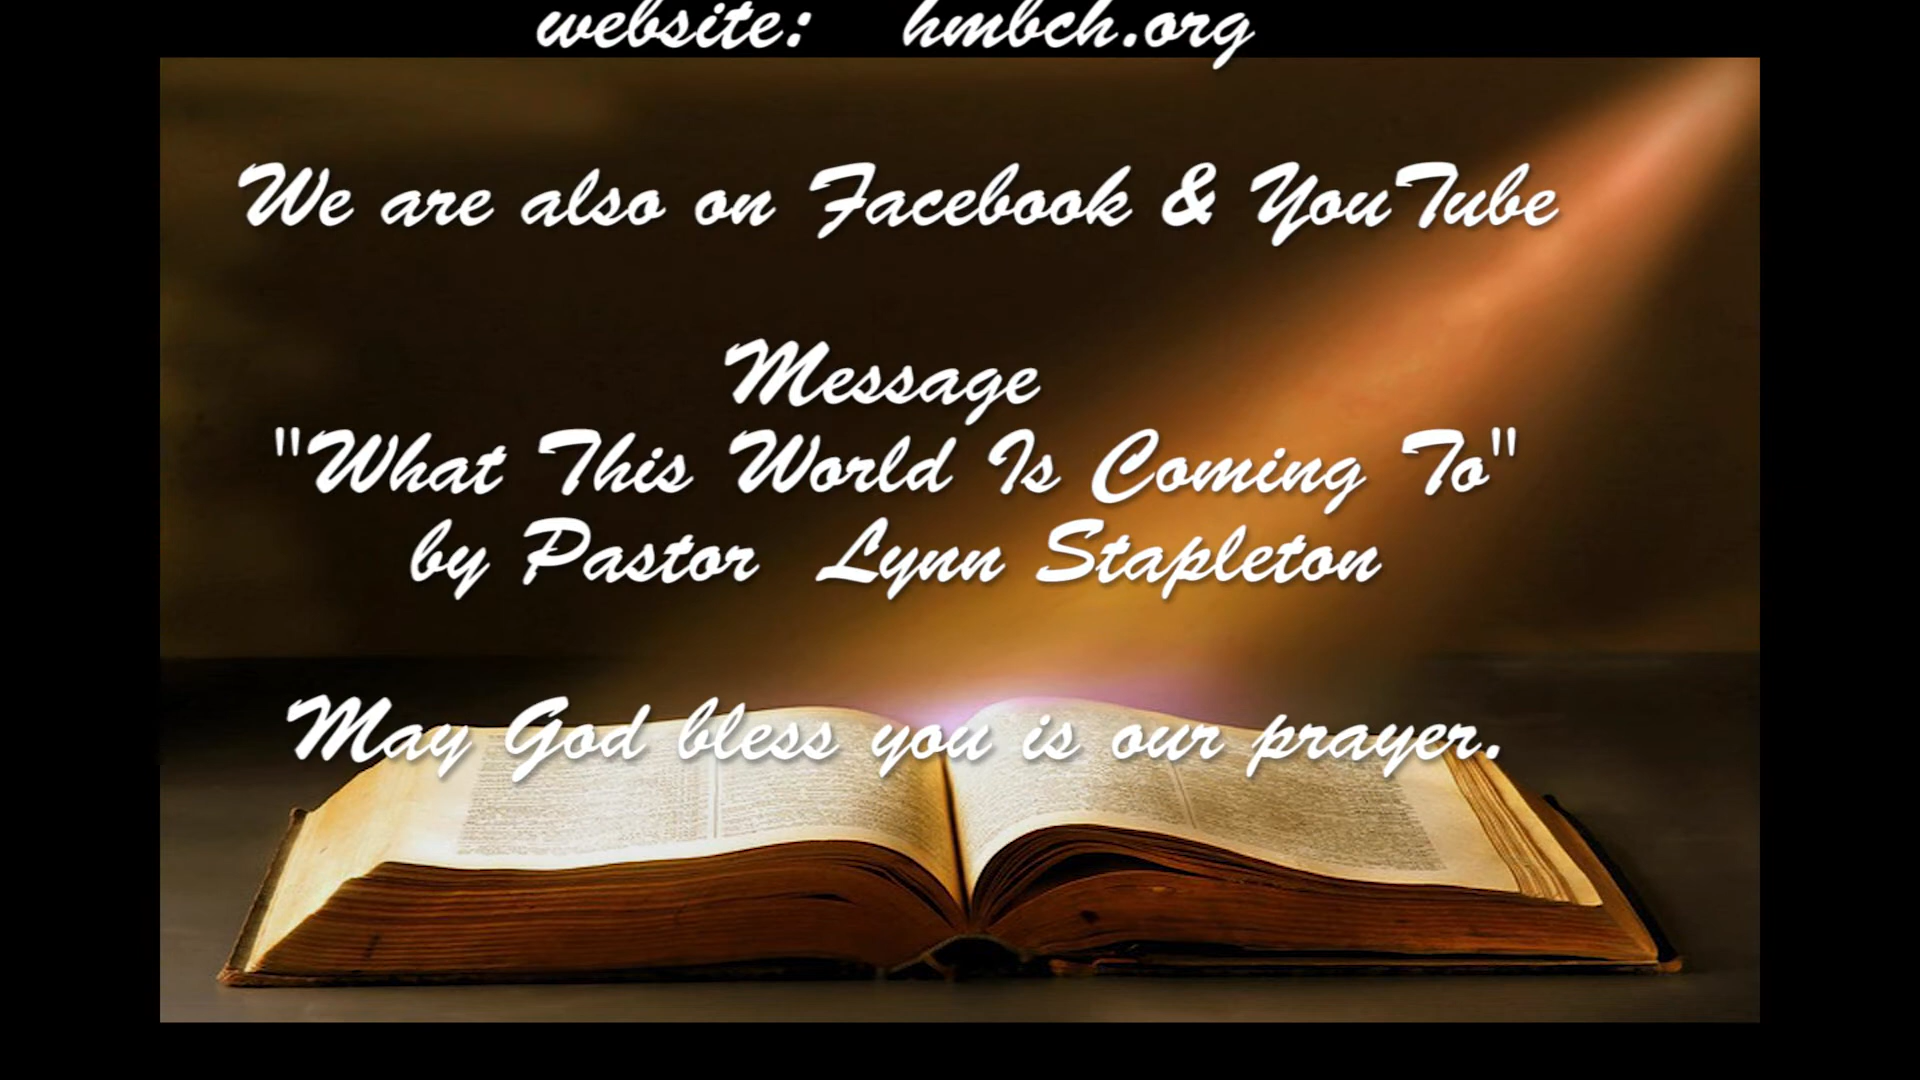 website: hmbch.org
We are also on Facebook & YouTube
Message
"What This World Is Coming To"
by Pastor Lynn Stapleton
May God bless you is our prayer.